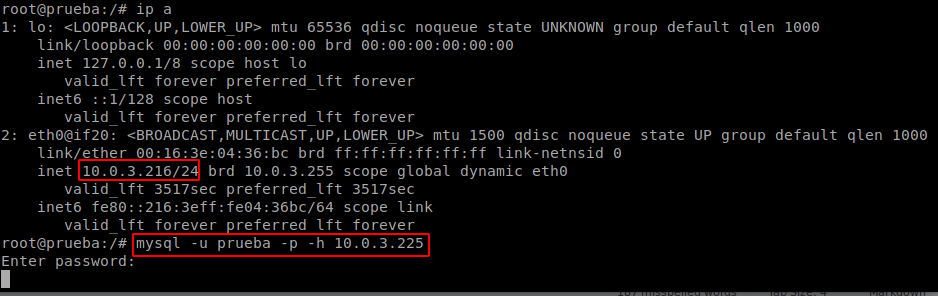 root@prueba:/# ip a
1: lo: <LOOPBACK,UP,LOWER_UP> mtu 65536 qdisc noqueue state UNKNOWN group default qlen 1000
    link/loopback 00:00:00:00:00:00 brd 00:00:00:00:00:00
    inet 127.0.0.1/8 scope host lo
       valid_lft forever preferred_lft forever
    inet6 ::1/128 scope host
       valid_lft forever preferred_lft forever
2: eth0@if20: <BROADCAST,MULTICAST,UP,LOWER_UP> mtu 1500 qdisc noqueue state UP group default qlen 1000
    link/ether 00:16:3e:04:36:bc brd ff:ff:ff:ff:ff:ff link-netnsid 0
    inet 10.0.3.216/24 brd 10.0.3.255 scope global dynamic eth0
       valid_lft 3517sec preferred_lft 3517sec
    inet6 fe80::216:3eff:fe04:36bc/64 scope link
       valid_lft forever preferred_lft forever
root@prueba:/# mysql -u prueba -p -h 10.0.3.225
Enter password: